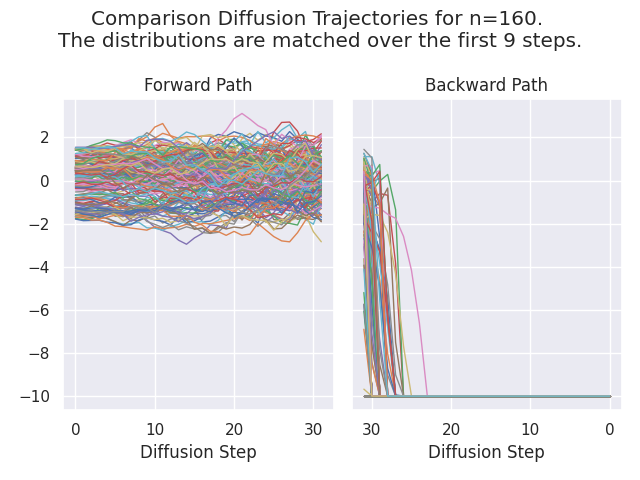 Comparison Diffusion Trajectories for n=160.
The distributions are matched over the first 9 steps.
Forward Path
Backward Path
2
0
−2
−4
−6
−8
−10
0
10
20
30
30
20
10
0
Diffusion Step
Diffusion Step